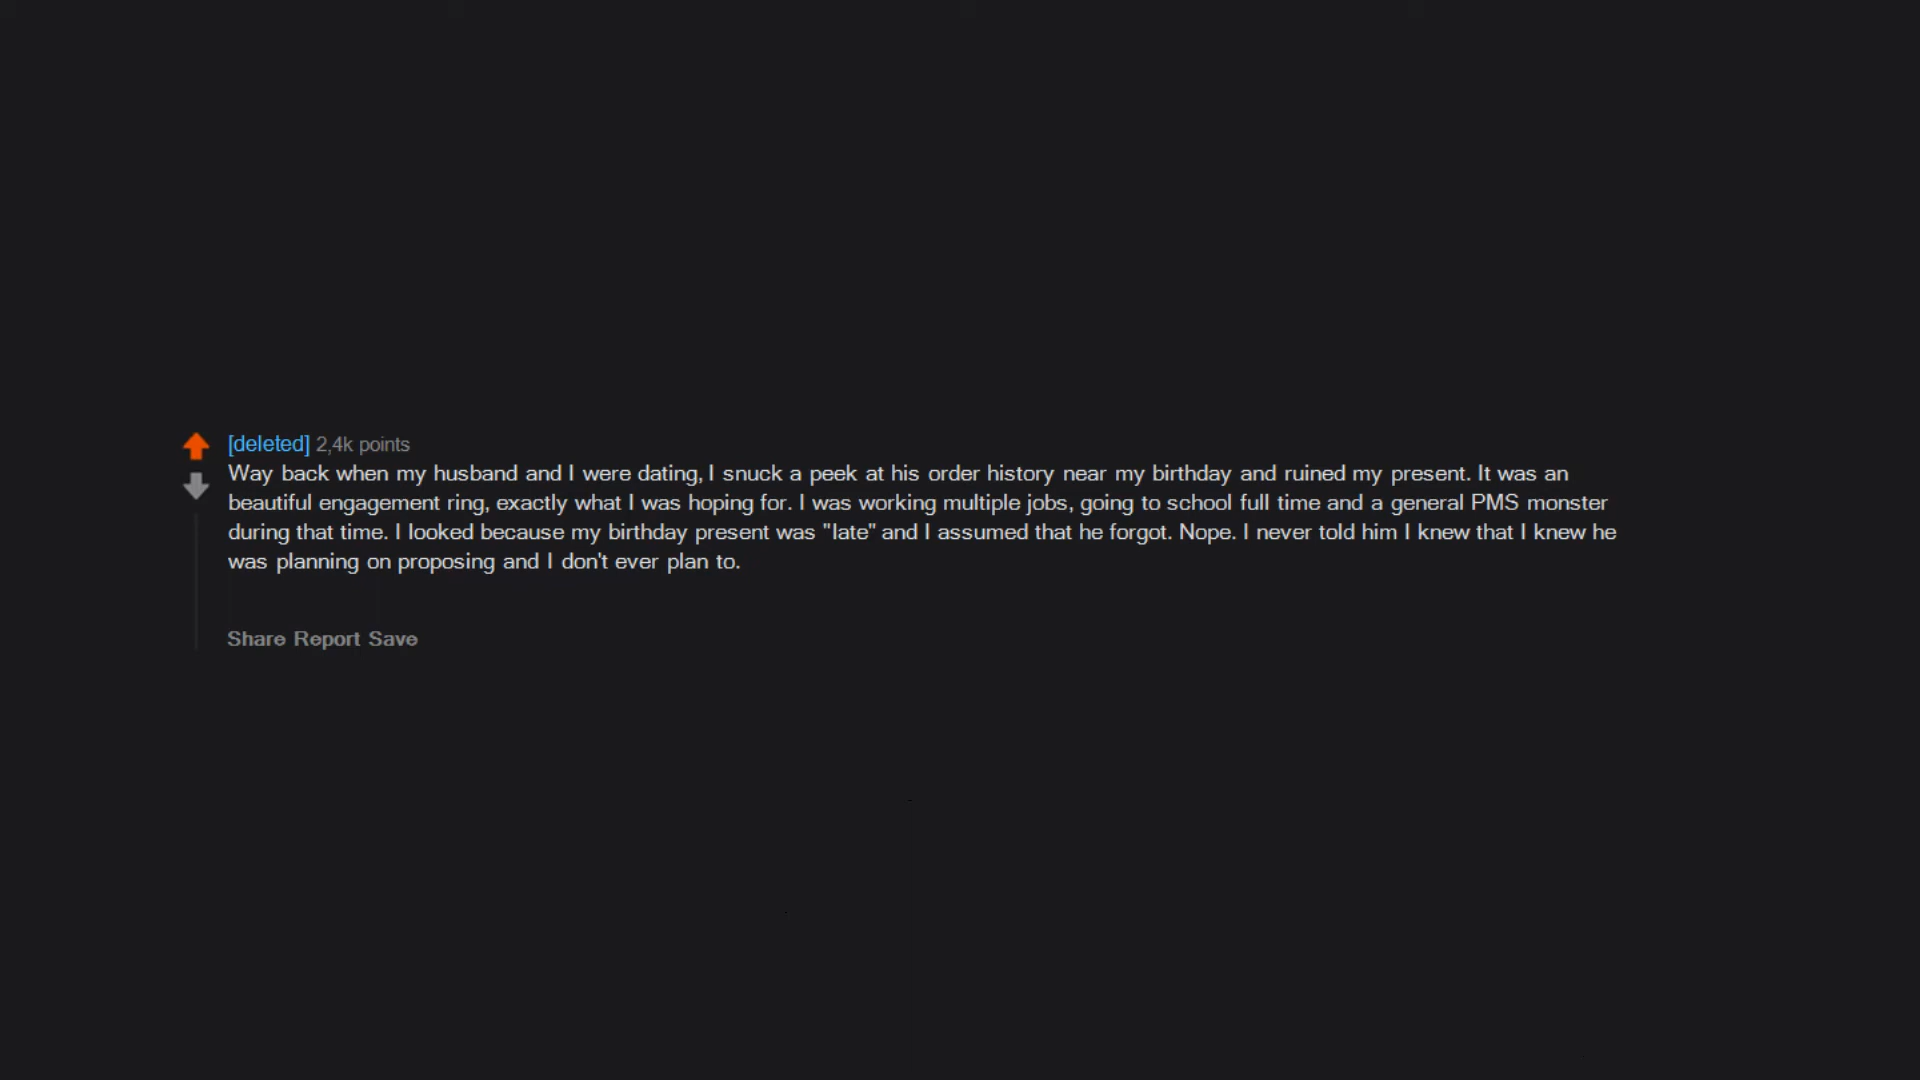 [deleted] 2,4k points
Way back when my husband and I were dating, I snuck a peek at his order history near my birthday and ruined my present. It was an
beautiful engagement ring, exactly what I was hoping for. I was working multiple jobs, going to school full time and a general PMS monster
during that time. I looked because my birthday present was "late" and I assumed that he forgot. Nope. I never told him I knew that I knew he
was planning on proposing and I don't ever plan to.
Share Report Save